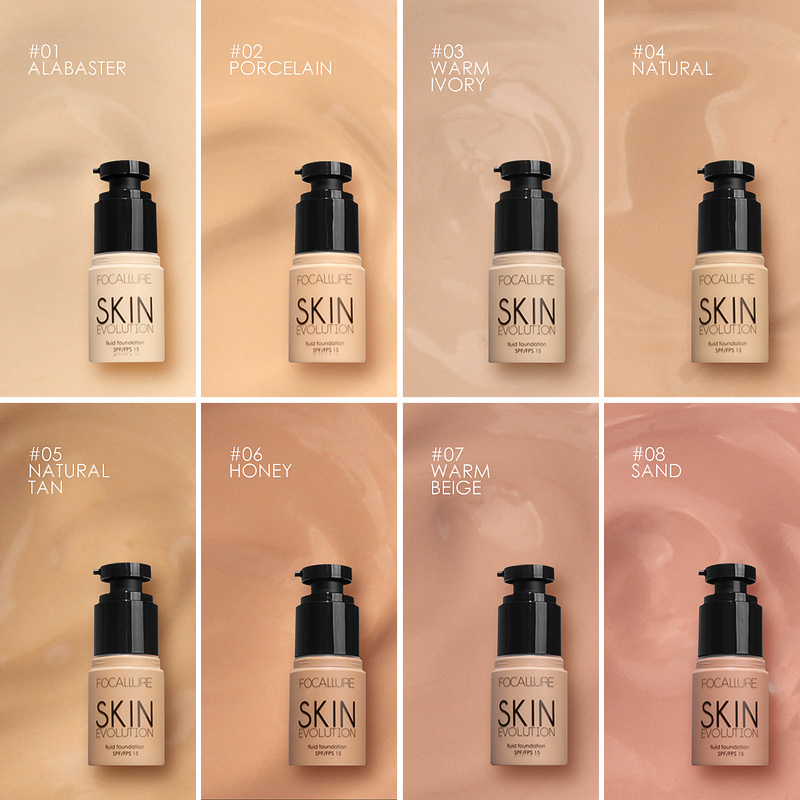 #01
ALABASTER
FOCALLURE
SKIN
EVOLUTION
fluid foundation
SPF/FPS 15
#02
PORCELAIN
FOCALLURE
SKIN
EVOLUTION
fluid foundation
SPF/FPS 15
#03
WARM
IVORY
FOCALLURE
SKIN
EVOLUTION
fluid foundation
SPF/FPS 15
#04
NATURAL
FOCALLURE
SKIN
EVOLUTION
fluid foundation
SPF/FPS 15
#05
NATURAL
TAN
FOCALLURE
SKIN
EVOLUTION
fluid foundation
SPF/FPS 15
#06
HONEY
FOCALLURE
SKIN
EVOLUTION
fluid foundation
SPF/FPS 15
#07
WARM
BEIGE
FOCALLURE
SKIN
EVOLUTION
fluid foundation
SPF/FPS 15
#08
SAND
FOCALLURE
SKIN
EVOLUTION
fluid foundation
SPF/FPS 15